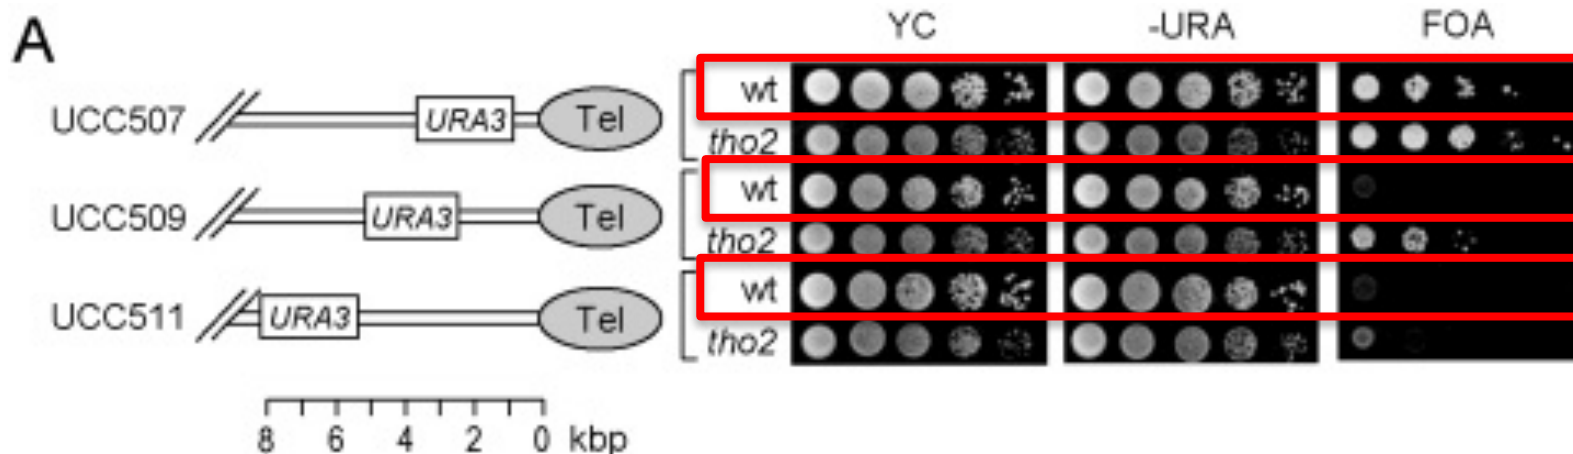 A
YC -URA FOA
UCC507 URA3 Tel wt
tho2
UCC509 URA3 Tel wt
tho2
UCC511 URA3 Tel wt
tho2
8 6 4 2 0 kbp